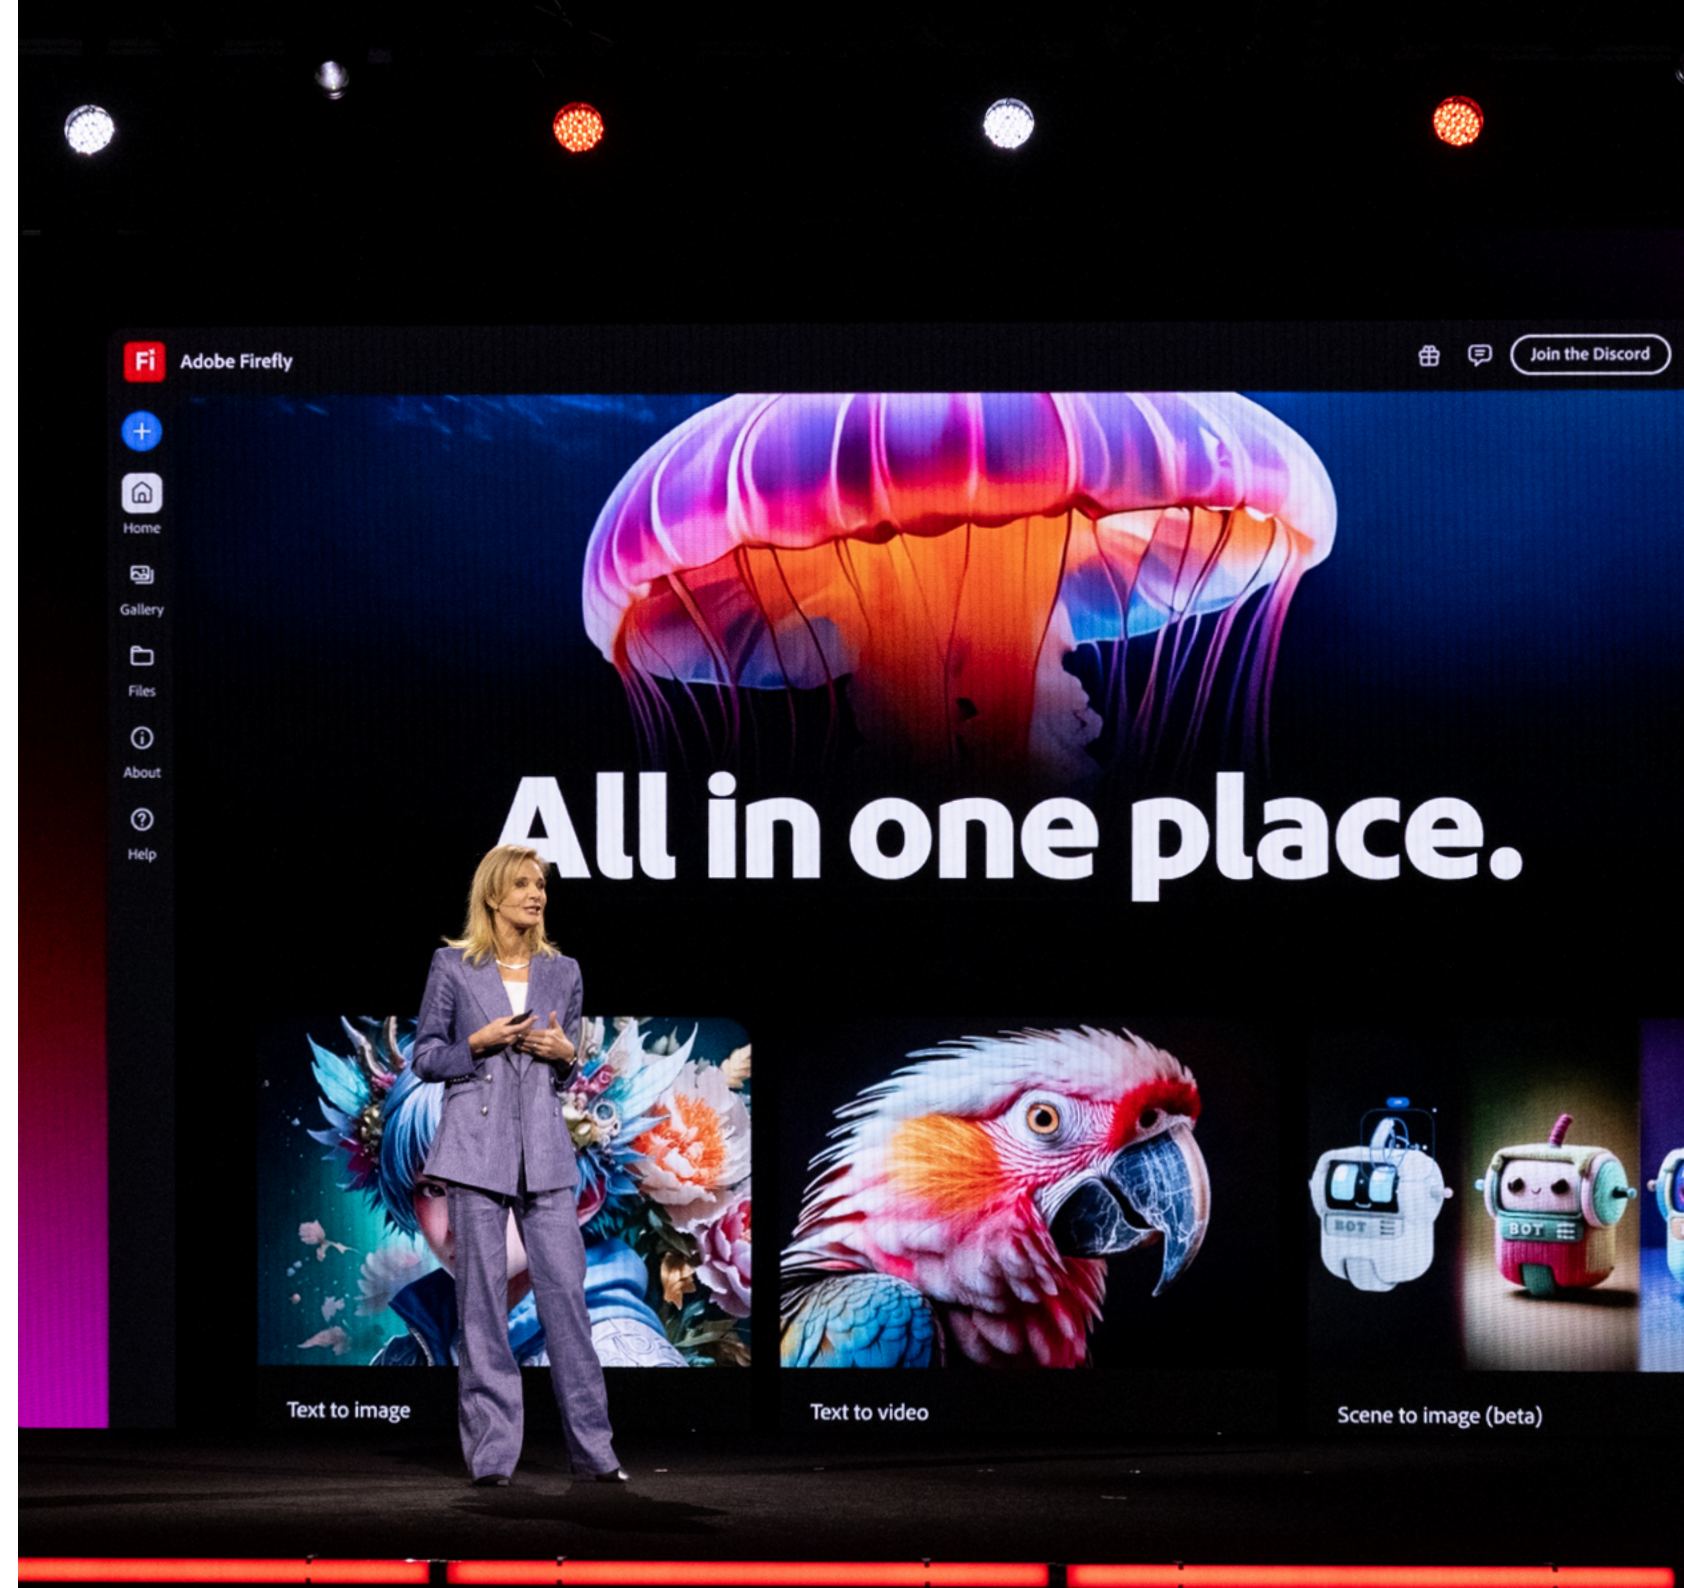 Fi Adobe Firefly
Join the Discord
Home
Gallery
Files
About
Help
All in one place.
BOT
BOT
Text to image
Text to video
Scene to image (beta)